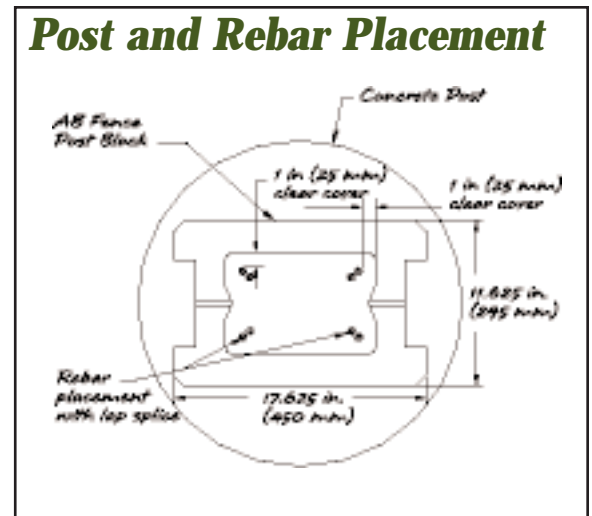 Post and Rebar Placement
Concrete Post
AB Fence
Post Block
1 in (25 mm)
clear cover
1 in (25 mm)
clear cover
11.625 in.
(295 mm)
Rebar
placement
with lap splice
17.625 in.
(450 mm)